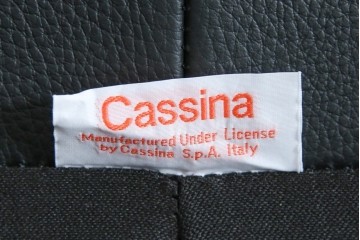 Cassina
Manufactured Under License
by Cassina S.p.A. Italy